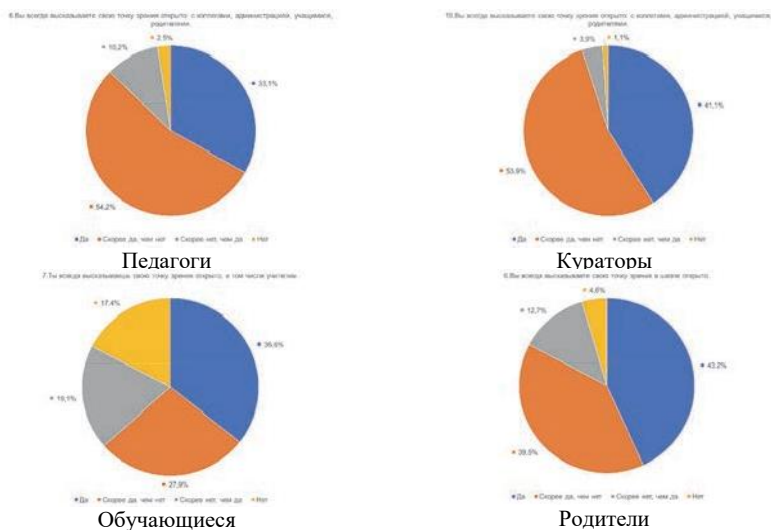 6.Вы всегда высказываете свою точку зрения открыто: с коллегами, администрацией, учащимися, родителями.
2,5%
10,2%
33,1%
54,2%
Да Скорее да, чем нет Скорее нет, чем да Нет
Педагоги
10.Вы всегда высказываете свою точку зрения открыто: с коллегами, администрацией, учащимися, родителями.
3,9%
1,1%
41,1%
53,9%
Да Скорее да, чем нет Скорее нет, чем да Нет
Кураторы
7.Ты всегда высказываешь свою точку зрения открыто, в том числе учителю.
17,4%
19,1%
27,9%
Да Скорее да, чем нет Скорее нет, чем да Нет
Обучающиеся
6.Вы всегда высказываете свою точку зрения в школе открыто.
4,6%
12,7%
43,2%
39,5%
Да Скорее да, чем нет Скорее нет, чем да Нет
Родители